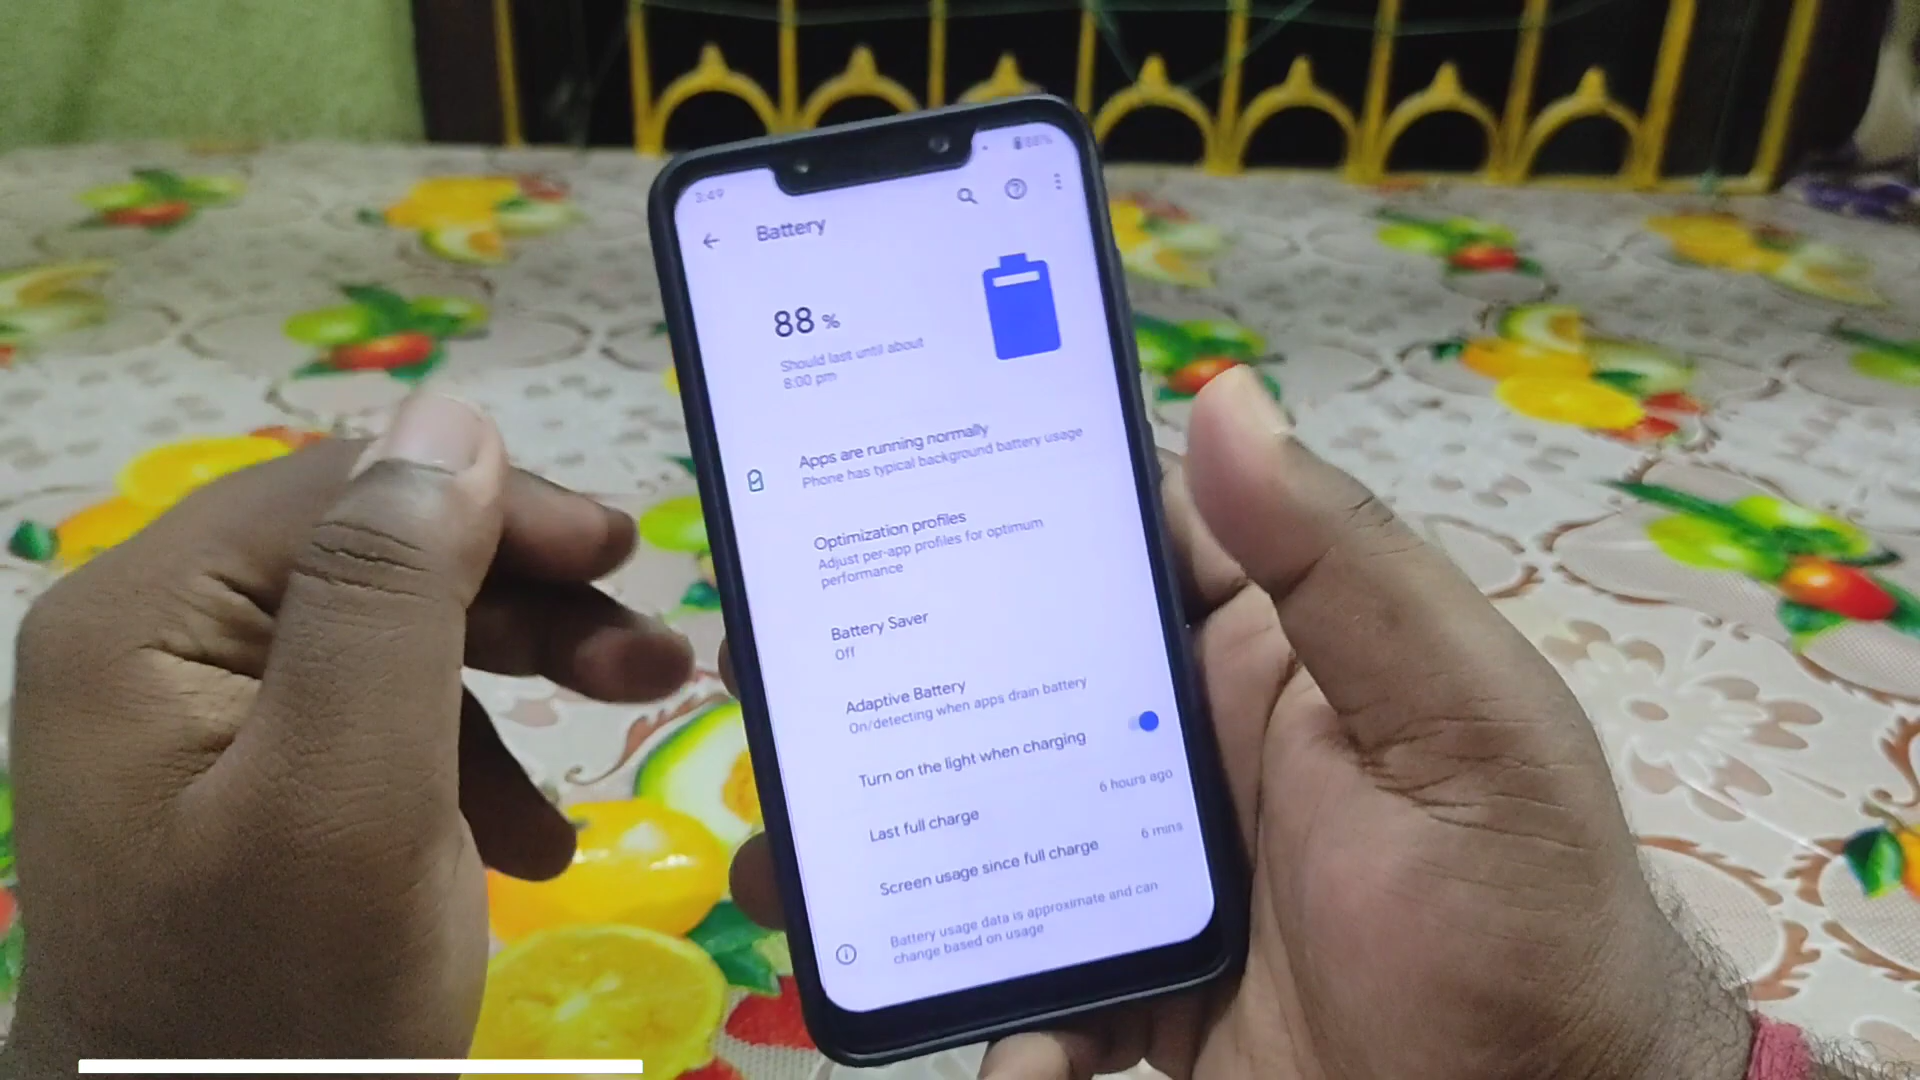 3:49
88%
Battery
88 %
Should last until about
8:00 pm
Apps are running normally
Phone has typical background battery usage
Optimization profiles
Adjust per-app profiles for optimum
performance
Battery Saver
Off
Adaptive Battery
On/detecting when apps drain battery
Turn on the light when charging
Last full charge
6 hours ago
Screen usage since full charge
6 mins
Battery usage data is approximate and can
change based on usage